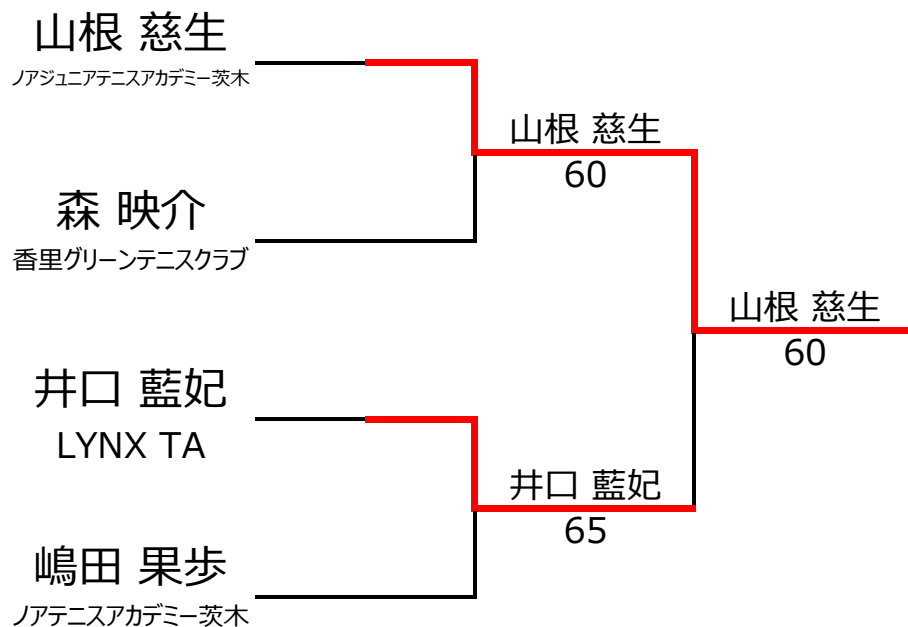 山根 慈生
ノアジュニアテニスアカデミー茨木
森 映介
香里グリーンテニスクラブ
井口 藍妃
LYNX TA
嶋田 果歩
ノアテニスアカデミー茨木
山根 慈生
60
井口 藍妃
65
山根 慈生
60